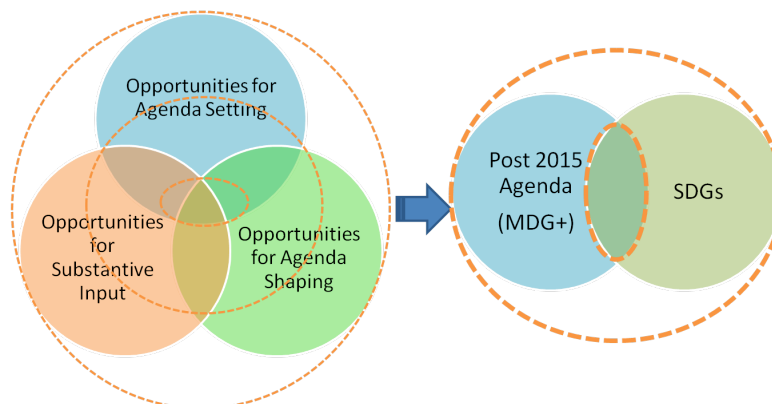 Opportunities for
Agenda Setting
Opportunities
for
Substantive
Input
Opportunities
for Agenda
Shaping
Post 2015
Agenda
(MDG+)
SDGs